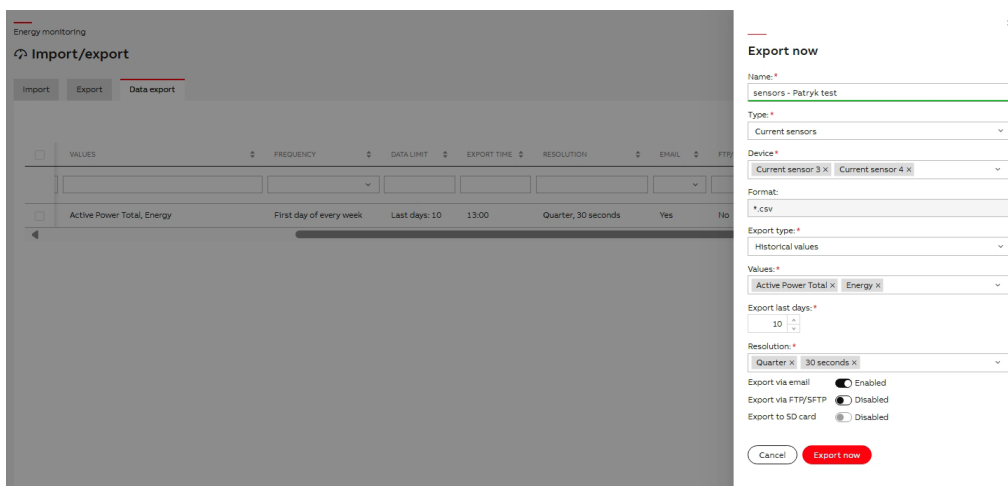 Energy monitoring
Import/export
Import Export Data export
VALUES FREQUENCY DATA LIMIT EXPORT TIME RESOLUTION EMAIL FTP/
Active Power Total, Energy First day of every week Last days: 10 13:00 Quarter, 30 seconds Yes No
Export now
Name:*
sensors - Patryk test
Type:*
Current sensors
Device*
Current sensor 3 × Current sensor 4 ×
Format:
*.csv
Export type:*
Historical values
Values:*
Active Power Total × Energy ×
Export last days:*
10
Resolution:*
Quarter × 30 seconds ×
Export via email Enabled
Export via FTP/SFTP Disabled
Export to SD card Disabled
Cancel Export now